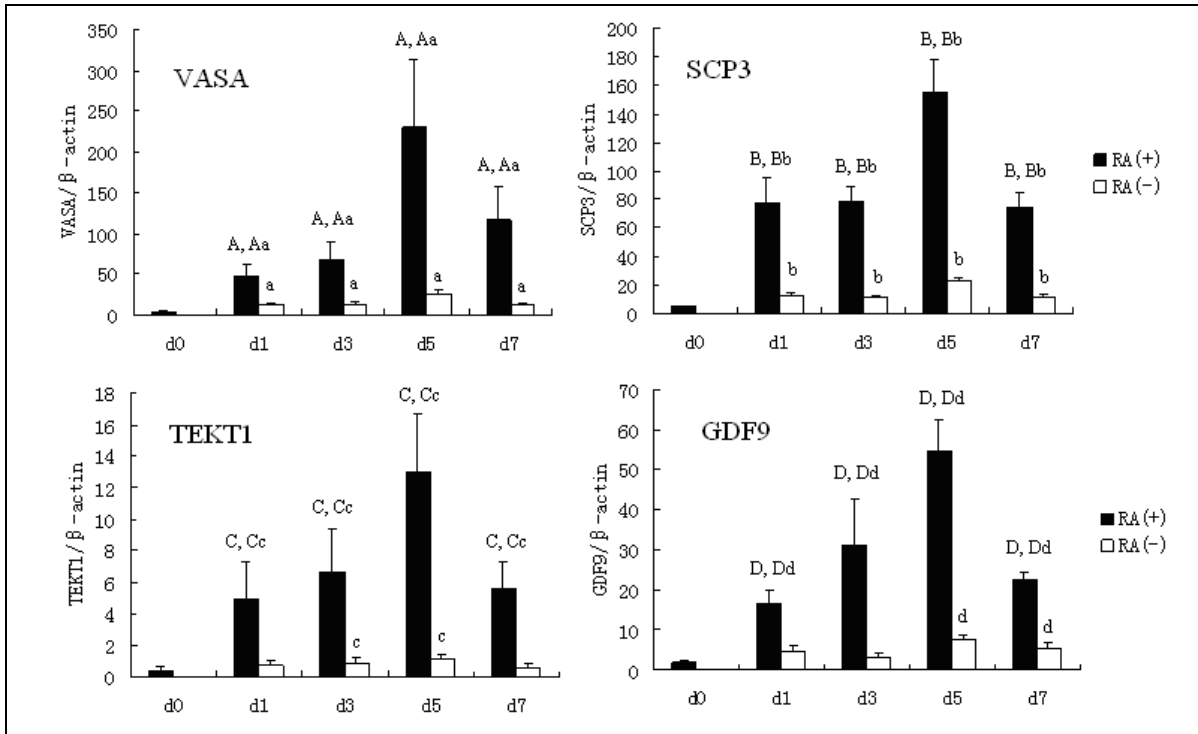 VASA
VASA/β-actin
350
300
250
200
150
100
50
0
A, Aa
A, Aa
A, Aa
A, Aa
a
a
a
a
d0 d1 d3 d5 d7
SCP3
SCP3/β-actin
200
180
160
140
120
100
80
60
40
20
0
B, Bb
B, Bb
B, Bb
B, Bb
b
b
b
b
d0 d1 d3 d5 d7
RA(+)
RA(-)
TEKT1
TEKT1/β-actin
18
16
14
12
10
8
6
4
2
0
C, Cc
C, Cc
C, Cc
C, Cc
c
c
d0 d1 d3 d5 d7
GDF9
GDF9/β-actin
70
60
50
40
30
20
10
0
D, Dd
D, Dd
D, Dd
D, Dd
d
d
d0 d1 d3 d5 d7
RA(+)
RA(-)